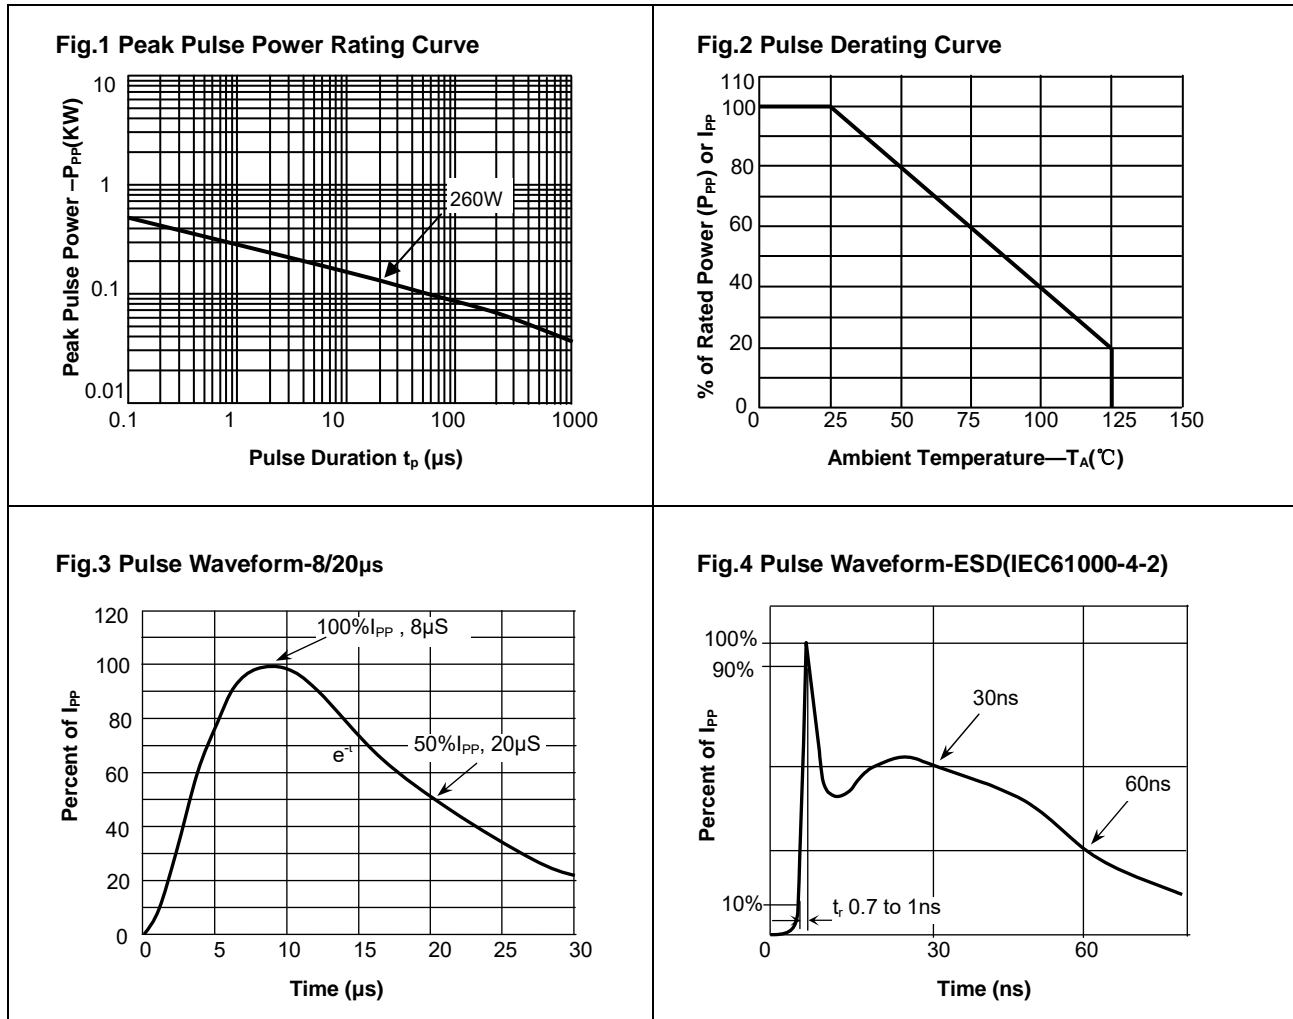 Fig.1 Peak Pulse Power Rating Curve
Peak Pulse Power –PPP(KW)
10
1
0.1
0.01
260W
0.1 1 10 100 1000
Pulse Duration tp (µs)
Fig.2 Pulse Derating Curve
% of Rated Power (PPP) or IPP
110
100
80
60
40
20
0
0 25 50 75 100 125 150
Ambient Temperature—TA(℃)
Fig.3 Pulse Waveform-8/20µs
Percent of IPP
120
100
80
60
40
20
0
100%IPP , 8µS
e-t
50%IPP, 20µS
0 5 10 15 20 25 30
Time (µs)
Fig.4 Pulse Waveform-ESD(IEC61000-4-2)
Percent of IPP
100%
90%
10%
30ns
60ns
tr 0.7 to 1ns
0 30 60
Time (ns)